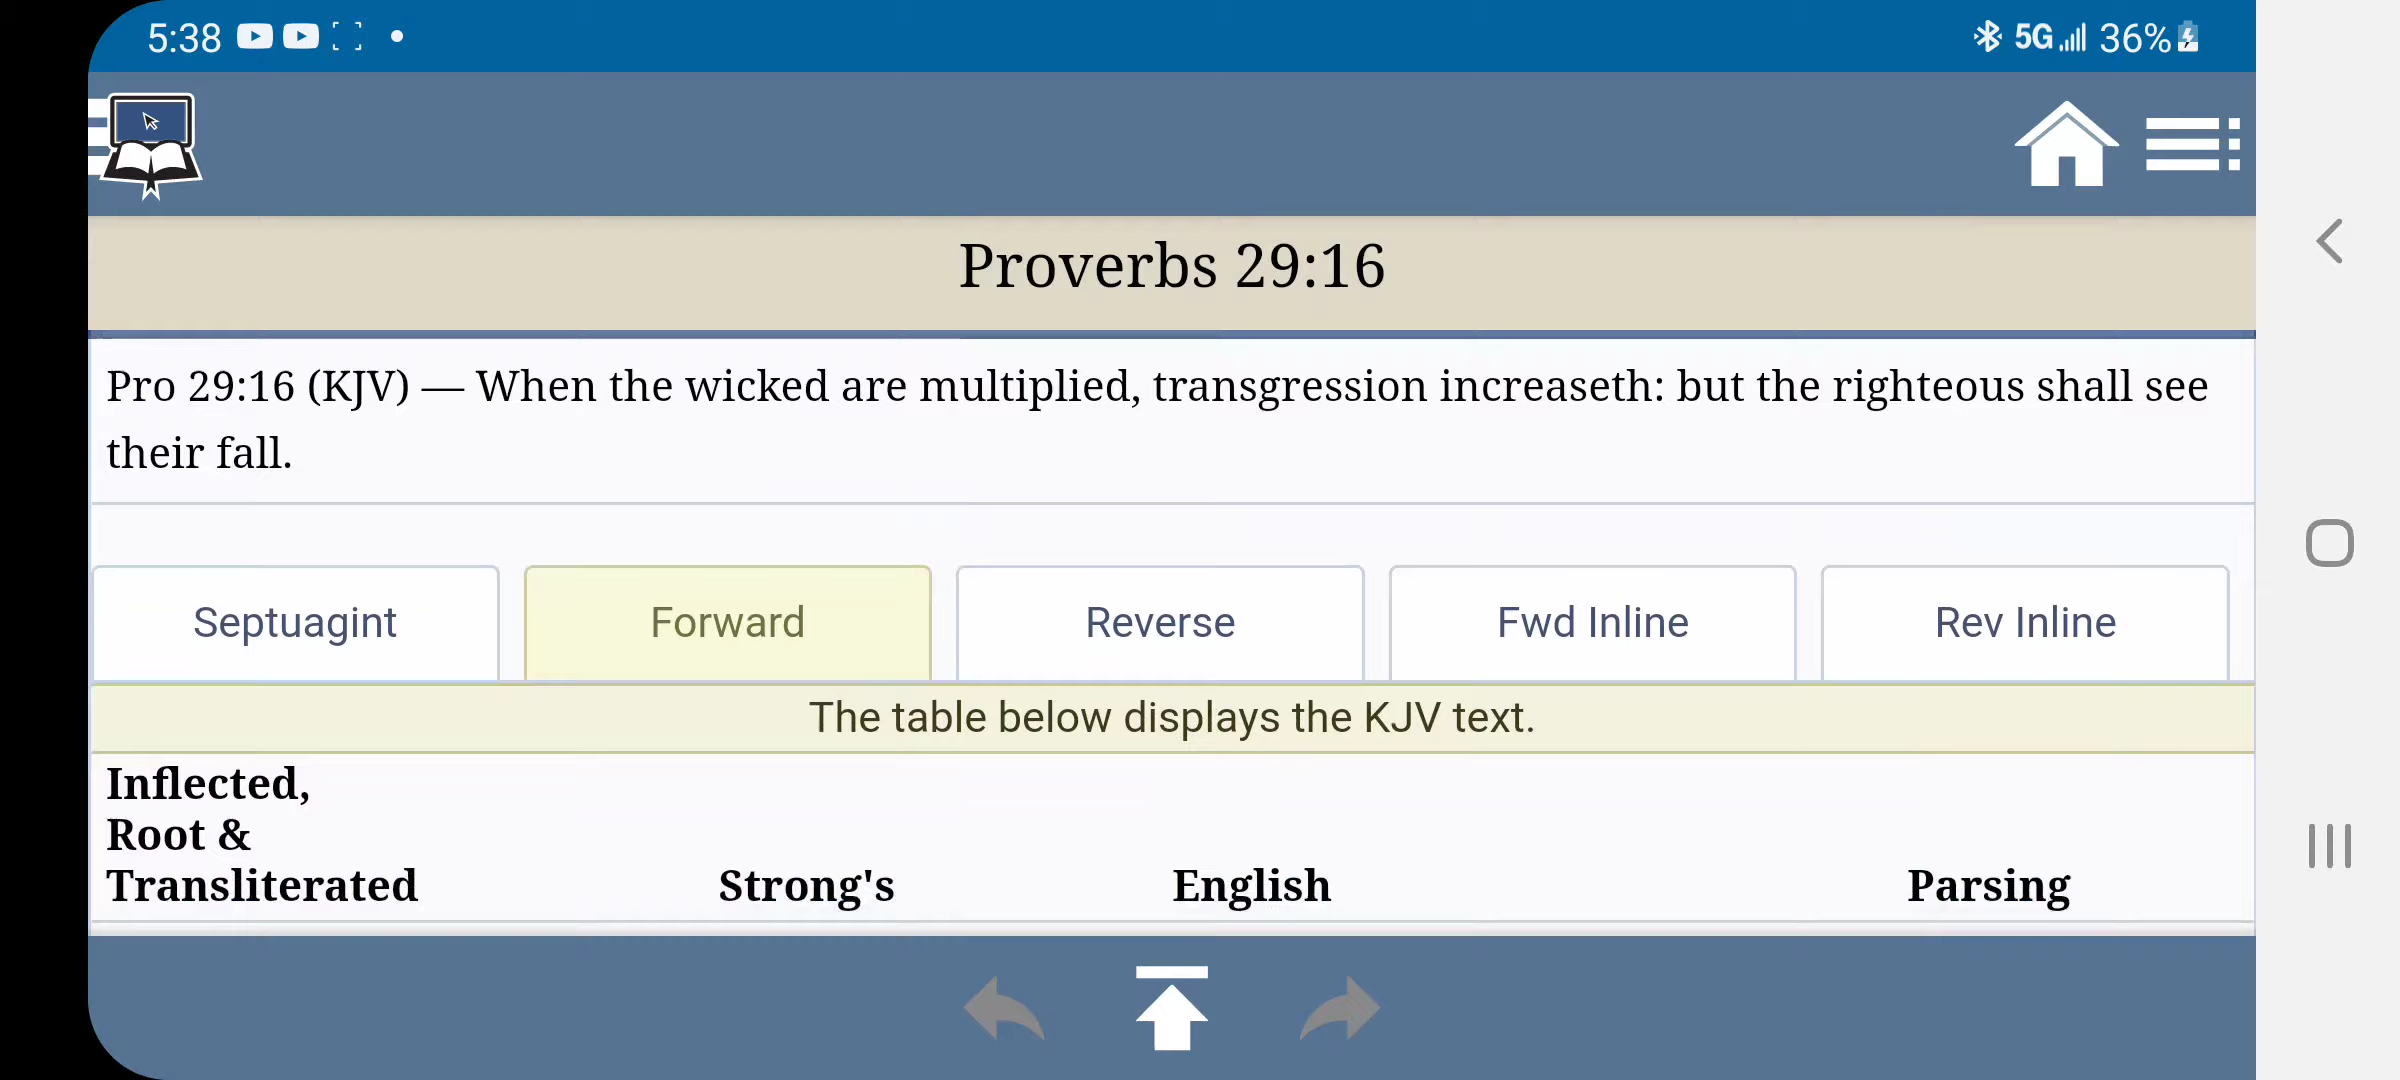 5:38
5G 36%
Proverbs 29:16
Pro 29:16 (KJV) — When the wicked are multiplied, transgression increaseth: but the righteous shall see
their fall.
Septuagint Forward Reverse Fwd Inline Rev Inline
The table below displays the KJV text.
Inflected,
Root &
Transliterated Strong's English Parsing